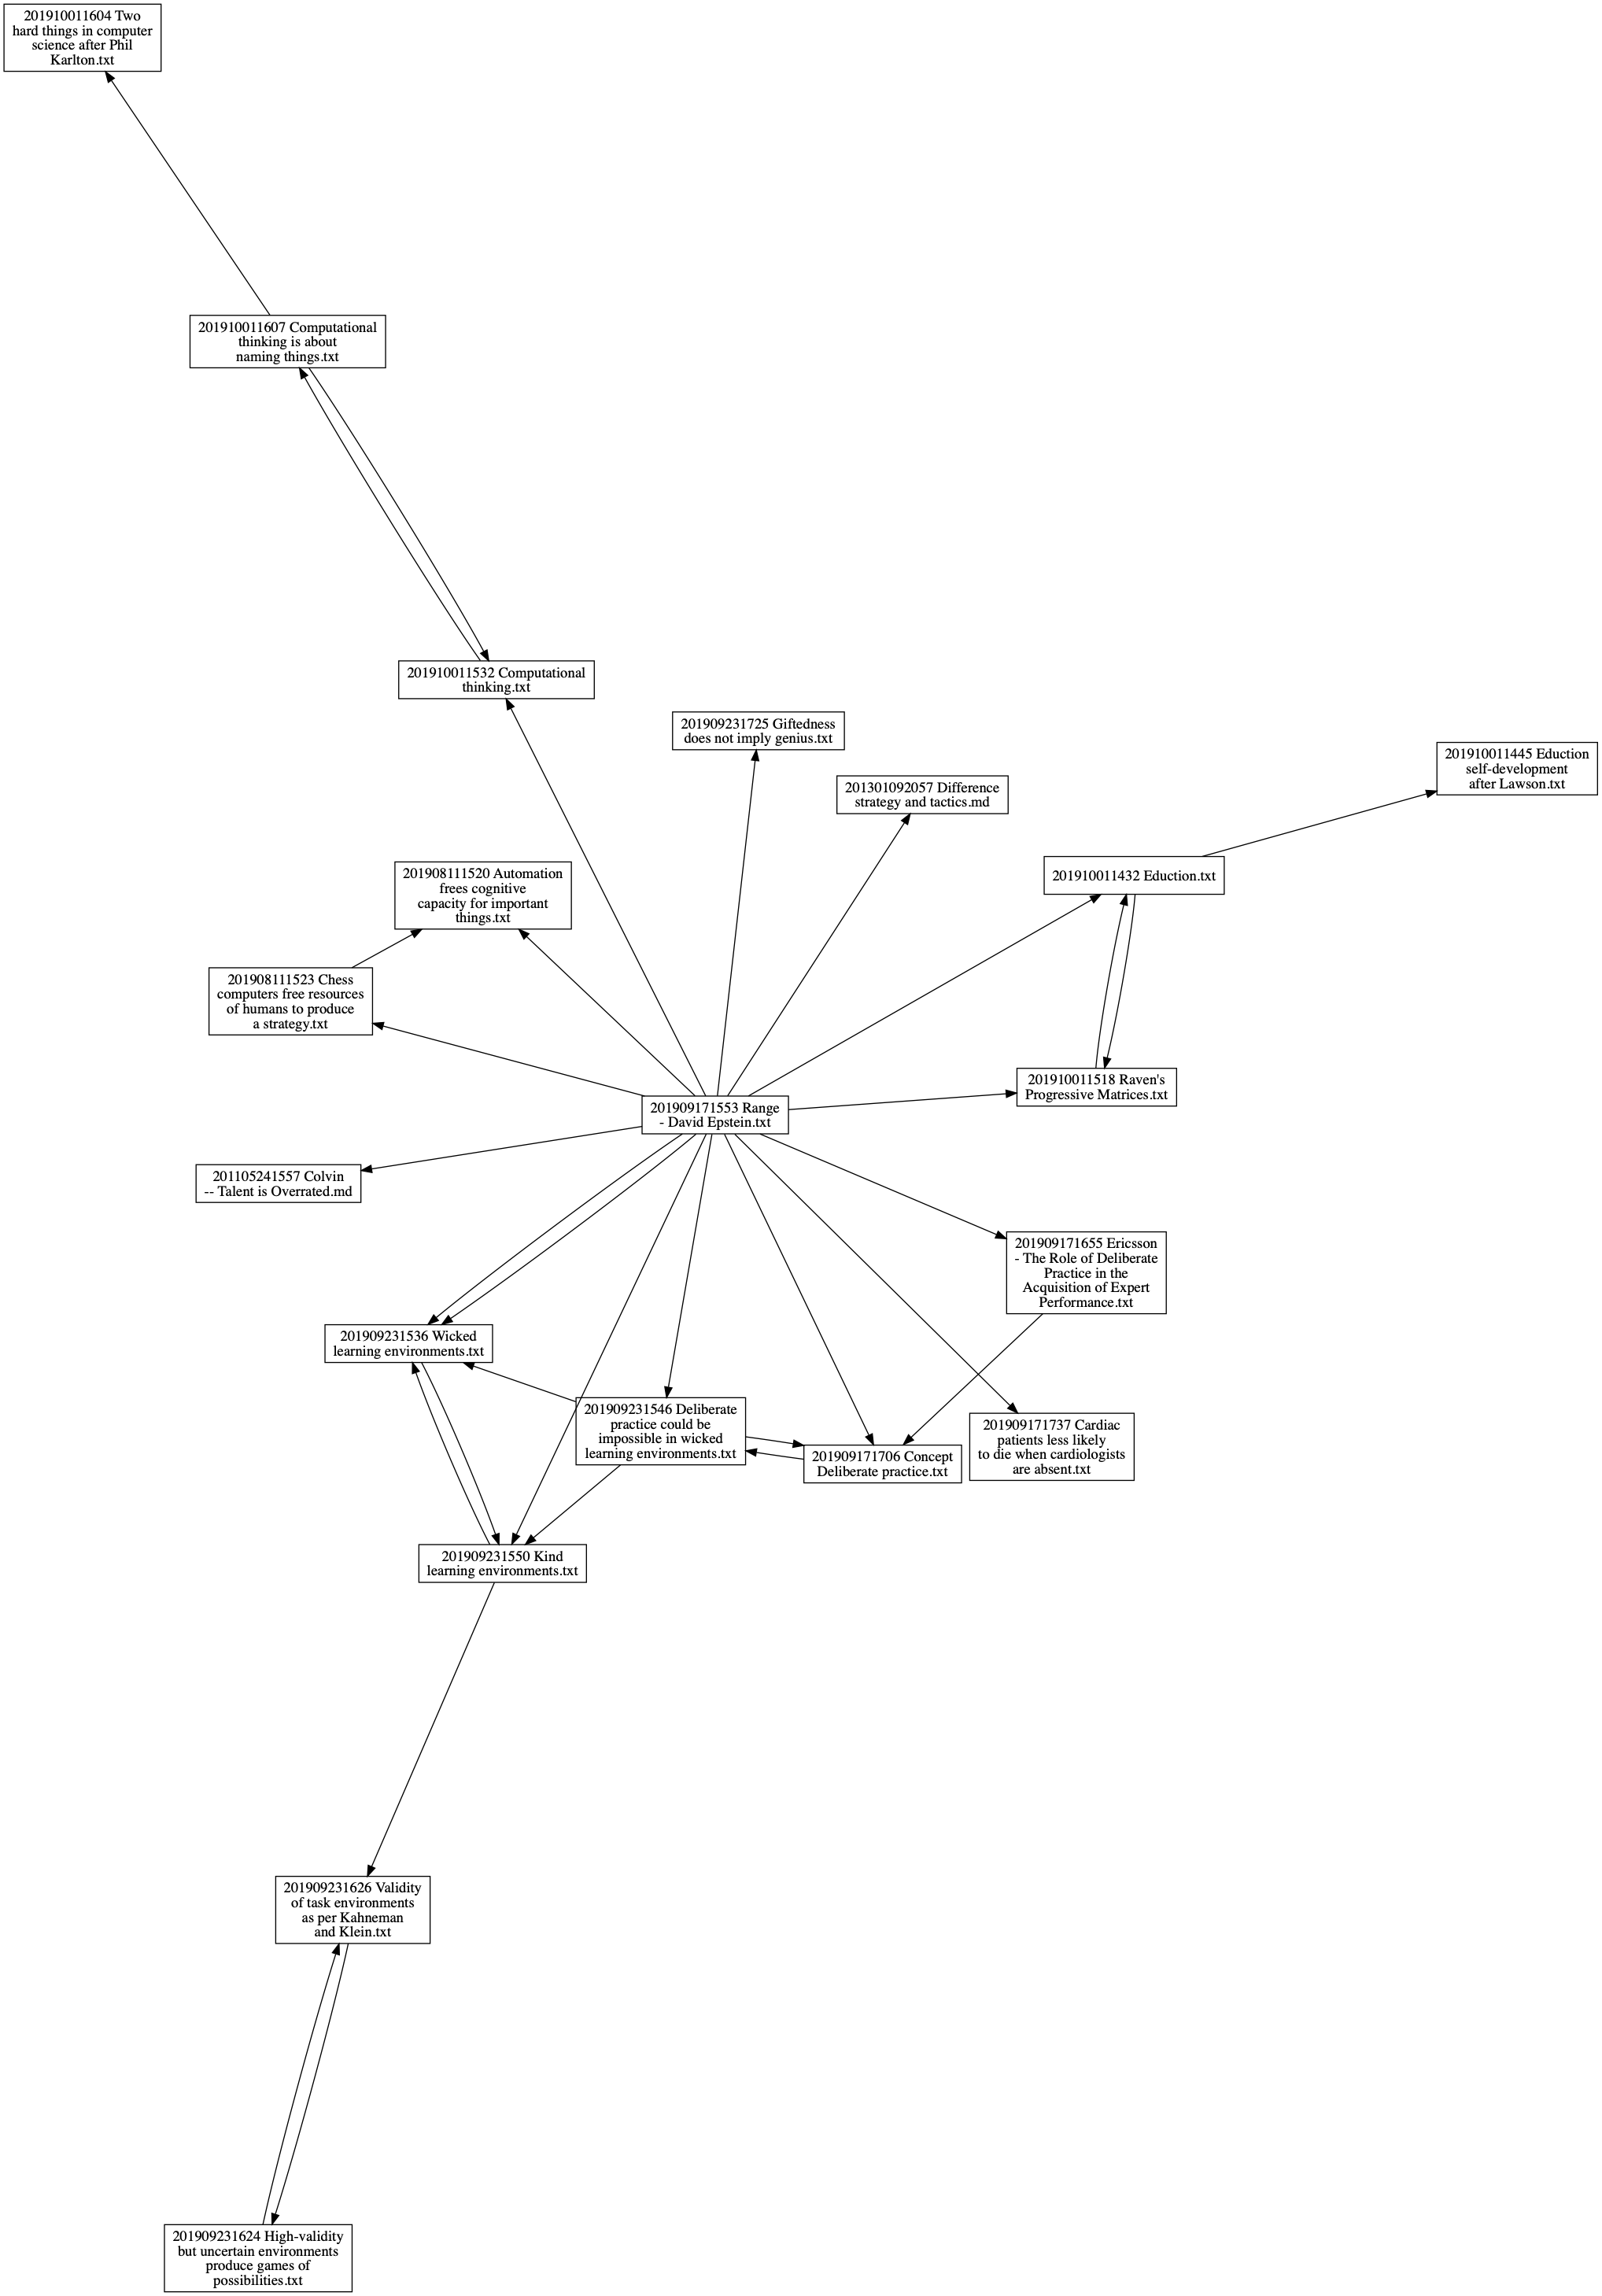 201910011604 Two
hard things in computer
science after Phil
Karlton.txt
201910011607 Computational
thinking is about
naming things.txt
201910011532 Computational
thinking.txt
201909231725 Giftedness
does not imply genius.txt
201910011445 Eduction
self-development
after Lawson.txt
201301092057 Difference
strategy and tactics.md
201910011432 Eduction.txt
201908111520 Automation
frees cognitive
capacity for important
things.txt
201908111523 Chess
computers free resources
of humans to produce
a strategy.txt
201910011518 Raven's
Progressive Matrices.txt
201909171553 Range
- David Epstein.txt
201105241557 Colvin
-- Talent is Overrated.md
201909171655 Ericsson
- The Role of Deliberate
Practice in the
Acquisition of Expert
Performance.txt
201909231536 Wicked
learning environments.txt
201909231546 Deliberate
practice could be
impossible in wicked
learning environments.txt
201909171706 Concept
Deliberate practice.txt
201909171737 Cardiac
patients less likely
to die when cardiologists
are absent.txt
201909231550 Kind
learning environments.txt
201909231626 Validity
of task environments
as per Kahneman
and Klein.txt
201909231624 High-validity
but uncertain environments
produce games of
possibilities.txt